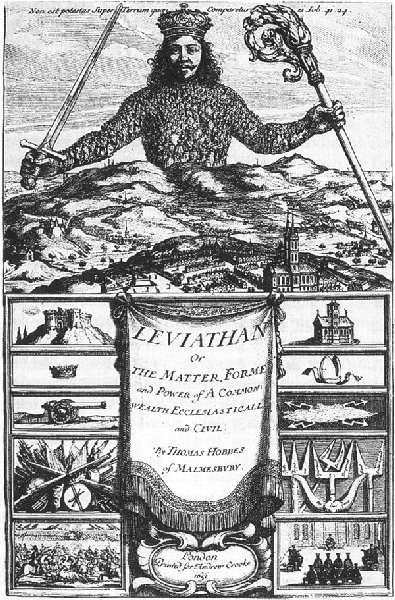 Non est potestas Super Terram quæ Comparetur ei Iob. 41. 24
LEVIATHAN
Or
THE MATTER, FORME
and POWER of A COMMON-
WEALTH ECCLESIASTICALL
and CIVIL.
By THOMAS HOBBES
of MALMESBURY.
London
Printed for Andrew Crooke
1651